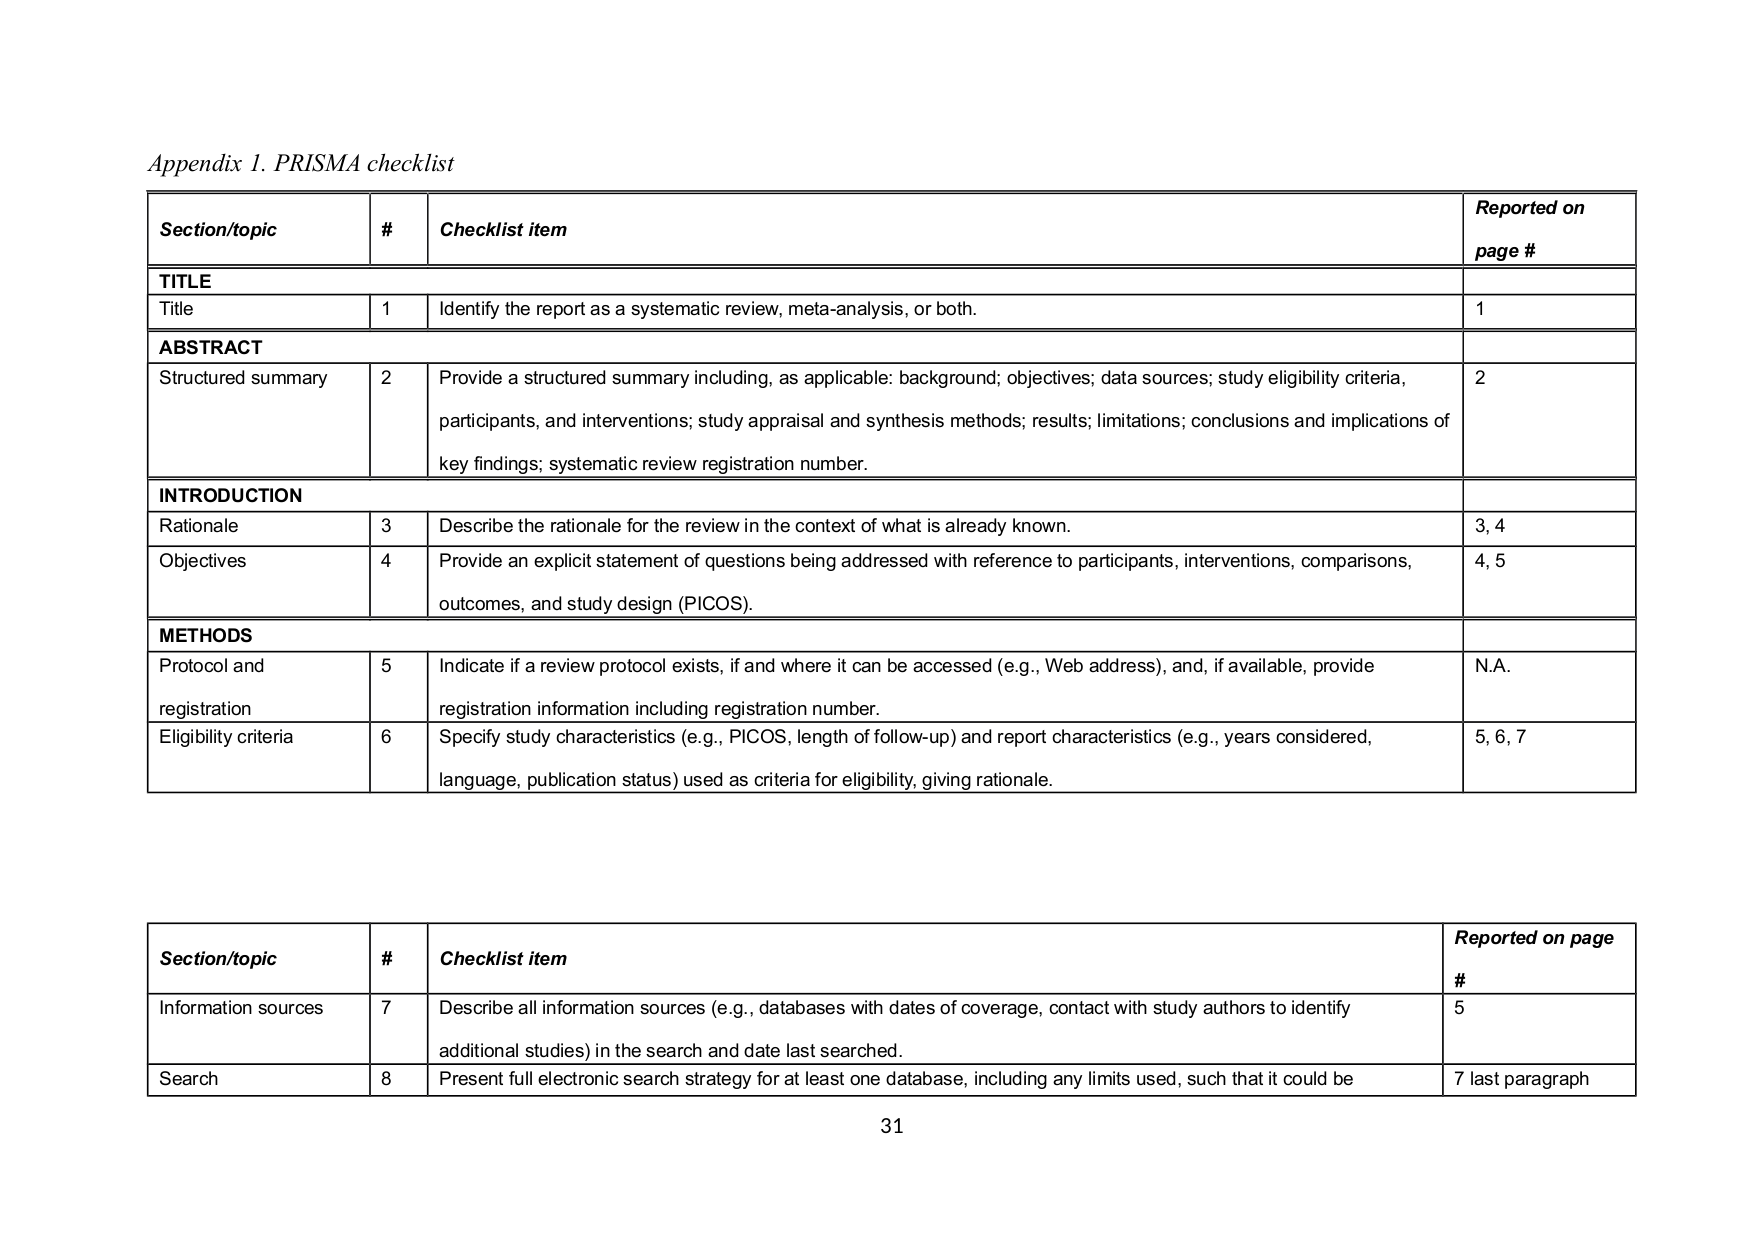 Appendix 1. PRISMA checklist
Section/topic # Checklist item Reported on
page #
TITLE
Title 1 Identify the report as a systematic review, meta-analysis, or both. 1
ABSTRACT
Structured summary 2 Provide a structured summary including, as applicable: background; objectives; data sources; study eligibility criteria, 2
participants, and interventions; study appraisal and synthesis methods; results; limitations; conclusions and implications of
key findings; systematic review registration number.
INTRODUCTION
Rationale 3 Describe the rationale for the review in the context of what is already known. 3, 4
Objectives 4 Provide an explicit statement of questions being addressed with reference to participants, interventions, comparisons, 4, 5
outcomes, and study design (PICOS).
METHODS
Protocol and 5 Indicate if a review protocol exists, if and where it can be accessed (e.g., Web address), and, if available, provide N.A.
registration registration information including registration number.
Eligibility criteria 6 Specify study characteristics (e.g., PICOS, length of follow-up) and report characteristics (e.g., years considered, 5, 6, 7
language, publication status) used as criteria for eligibility, giving rationale.
Section/topic # Checklist item Reported on page
#
Information sources 7 Describe all information sources (e.g., databases with dates of coverage, contact with study authors to identify 5
additional studies) in the search and date last searched.
Search 8 Present full electronic search strategy for at least one database, including any limits used, such that it could be 7 last paragraph
31